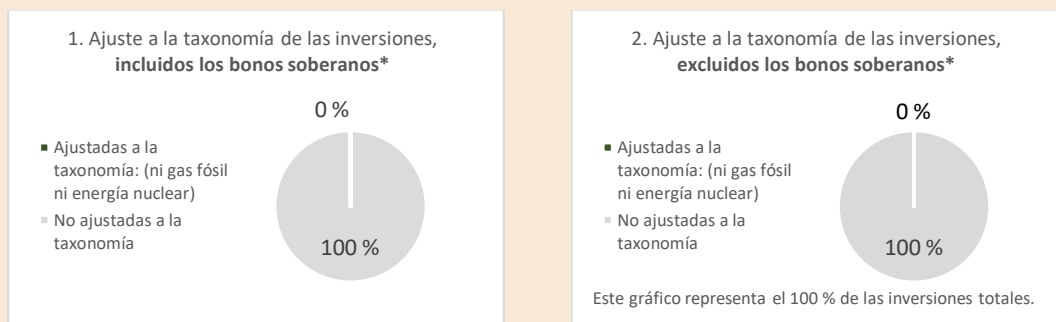 1. Ajuste a la taxonomía de las inversiones,
incluidos los bonos soberanos*
0 %
Ajustadas a la
taxonomía: (ni gas fósil
ni energía nuclear)
No ajustadas a la
taxonomía
100 %
2. Ajuste a la taxonomía de las inversiones,
excluidos los bonos soberanos*
0 %
Ajustadas a la
taxonomía: (ni gas fósil
ni energía nuclear)
No ajustadas a la
taxonomía
100 %
Este gráfico representa el 100 % de las inversiones totales.